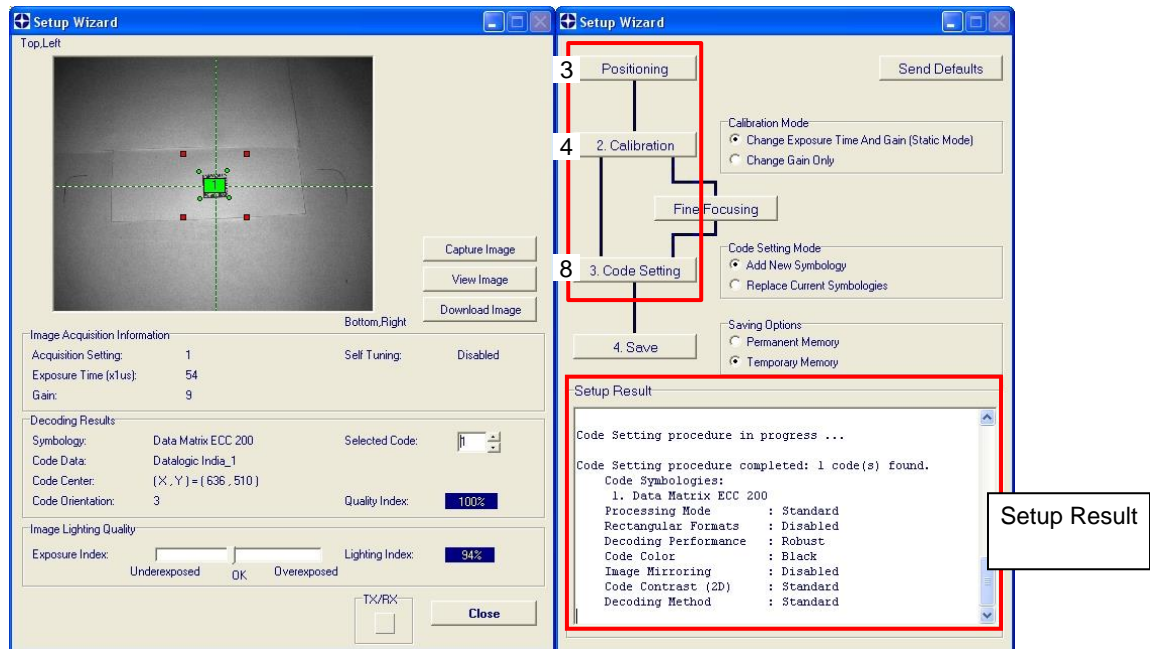 Setup Wizard
Top,Left
1
Capture Image
View Image
Download Image
Bottom,Right
Image Acquisition Information
Acquisition Setting: 1 Self Tuning: Disabled
Exposure Time (x1us): 54
Gain: 9
Decoding Results
Symbology: Data Matrix ECC 200 Selected Code: 1
Code Data: Datalogic India_1
Code Center: (X,Y)=(636,510)
Code Orientation: 3 Quality Index: 100%
Image Lighting Quality
Exposure Index: Lighting Index: 94%
Underexposed OK Overexposed
TX/RX
Close
Setup Wizard
3 Positioning
Send Defaults
4 2. Calibration
Calibration Mode
Change Exposure Time And Gain (Static Mode)
Change Gain Only
Fine Focusing
8 3. Code Setting
Code Setting Mode
Add New Symbology
Replace Current Symbologies
4. Save
Saving Options
Permanent Memory
Temporary Memory
Setup Result
Code Setting procedure in progress ...
Code Setting procedure completed: 1 code(s) found.
Code Symbologies:
1. Data Matrix ECC 200
Processing Mode : Standard
Rectangular Formats : Disabled
Decoding Performance : Robust
Code Color : Black
Image Mirroring : Disabled
Code Contrast (2D) : Standard
Decoding Method : Standard
Setup Result